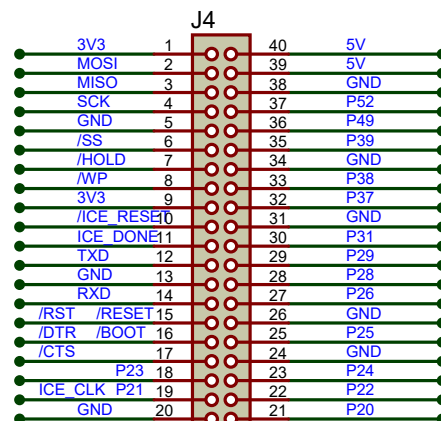 J4
3V3 1 40 5V
MOSI 2 39 5V
MISO 3 38 GND
SCK 4 37 P52
GND 5 36 P49
/SS 6 35 P39
/HOLD 7 34 GND
/WP 8 33 P38
3V3 9 32 P37
/ICE_RESET 10 31 GND
ICE_DONE 11 30 P31
TXD 12 29 P29
GND 13 28 P28
RXD 14 27 P26
/RST /RESET 15 26 GND
/DTR /BOOT 16 25 P25
/CTS 17 24 GND
P23 18 23 P24
ICE_CLK P21 19 22 P22
GND 20 21 P20